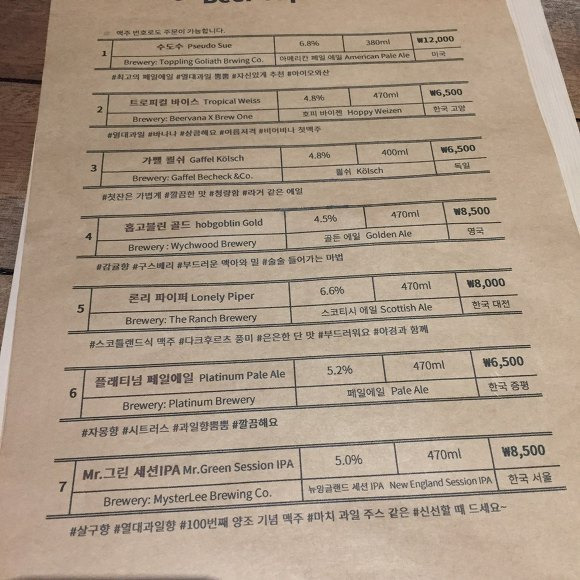 ※ 맥주 번호로도 주문이 가능합니다.
1 수도수 Pseudo Sue 6.8% 380ml ₩12,000
Brewery: Toppling Goliath Brwing Co. 아메리칸 페일 에일 American Pale Ale 미국
#최고의 페일에일 #열대과일 뿜뿜 #자신있게 추천 #아이오와산
2 트로피컬 바이스 Tropical Weiss 4.8% 470ml ₩6,500
Brewery: Beervana X Brew One 호피 바이젠 Hoppy Weizen 한국 고양
#열대과일 #바나나 #상큼해요 #여름저격 #비어바나 첫맥주
3 가펠 쾰쉬 Gaffel Kölsch 4.8% 400ml ₩6,500
Brewery: Gaffel Becheck &Co. 쾰쉬 Kölsch 독일
#첫잔은 가볍게 #깔끔한 맛 #청량함 #라거 같은 에일
4 홉고블린 골드 hobgoblin Gold 4.5% 470ml ₩8,500
Brewery : Wychwood Brewery 골든 에일 Golden Ale 영국
#감귤향 #구스베리 #부드러운 맥아와 밀 #술술 들어가는 마법
5 론리 파이퍼 Lonely Piper 6.6% 470ml ₩8,000
Brewery: The Ranch Brewery 스코티시 에일 Scottish Ale 한국 대전
#스코틀랜드식 맥주 #다크후르츠 풍미 #은은한 단 맛 #부드러워요 #야경과 함께
6 플래티넘 페일에일 Platinum Pale Ale 5.2% 470ml ₩6,500
Brewery: Platinum Brewery 페일에일 Pale Ale 한국 증평
#자몽향 #시트러스 #과일향뿜뿜 #깔끔해요
7 Mr.그린 세션IPA Mr.Green Session IPA 5.0% 470ml ₩8,500
Brewery: MysterLee Brewing Co. 뉴잉글랜드 세션 IPA New England Session IPA 한국 서울
#살구향 #열대과일향 #100번째 양조 기념 맥주 #마치 과일 주스 같은 #신선할 때 드세요~